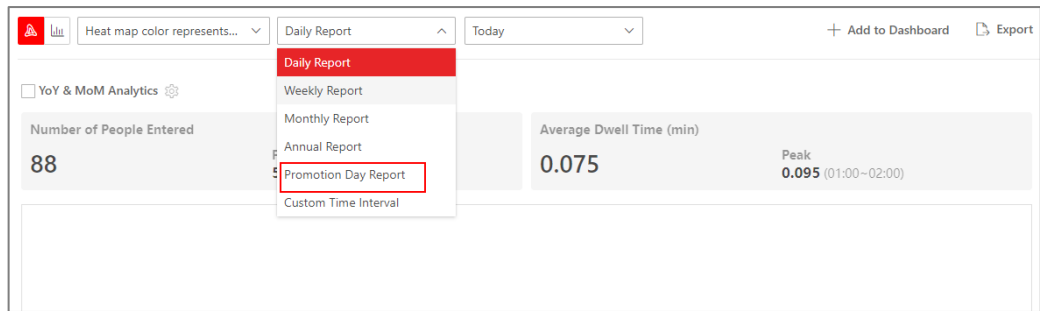 Heat map color represents...
Daily Report
Today
Add to Dashboard
Export
Daily Report
Weekly Report
Monthly Report
Annual Report
Promotion Day Report
Custom Time Interval
YoY & MoM Analytics
Number of People Entered
88
Average Dwell Time (min)
0.075
Peak
0.095 (01:00~02:00)